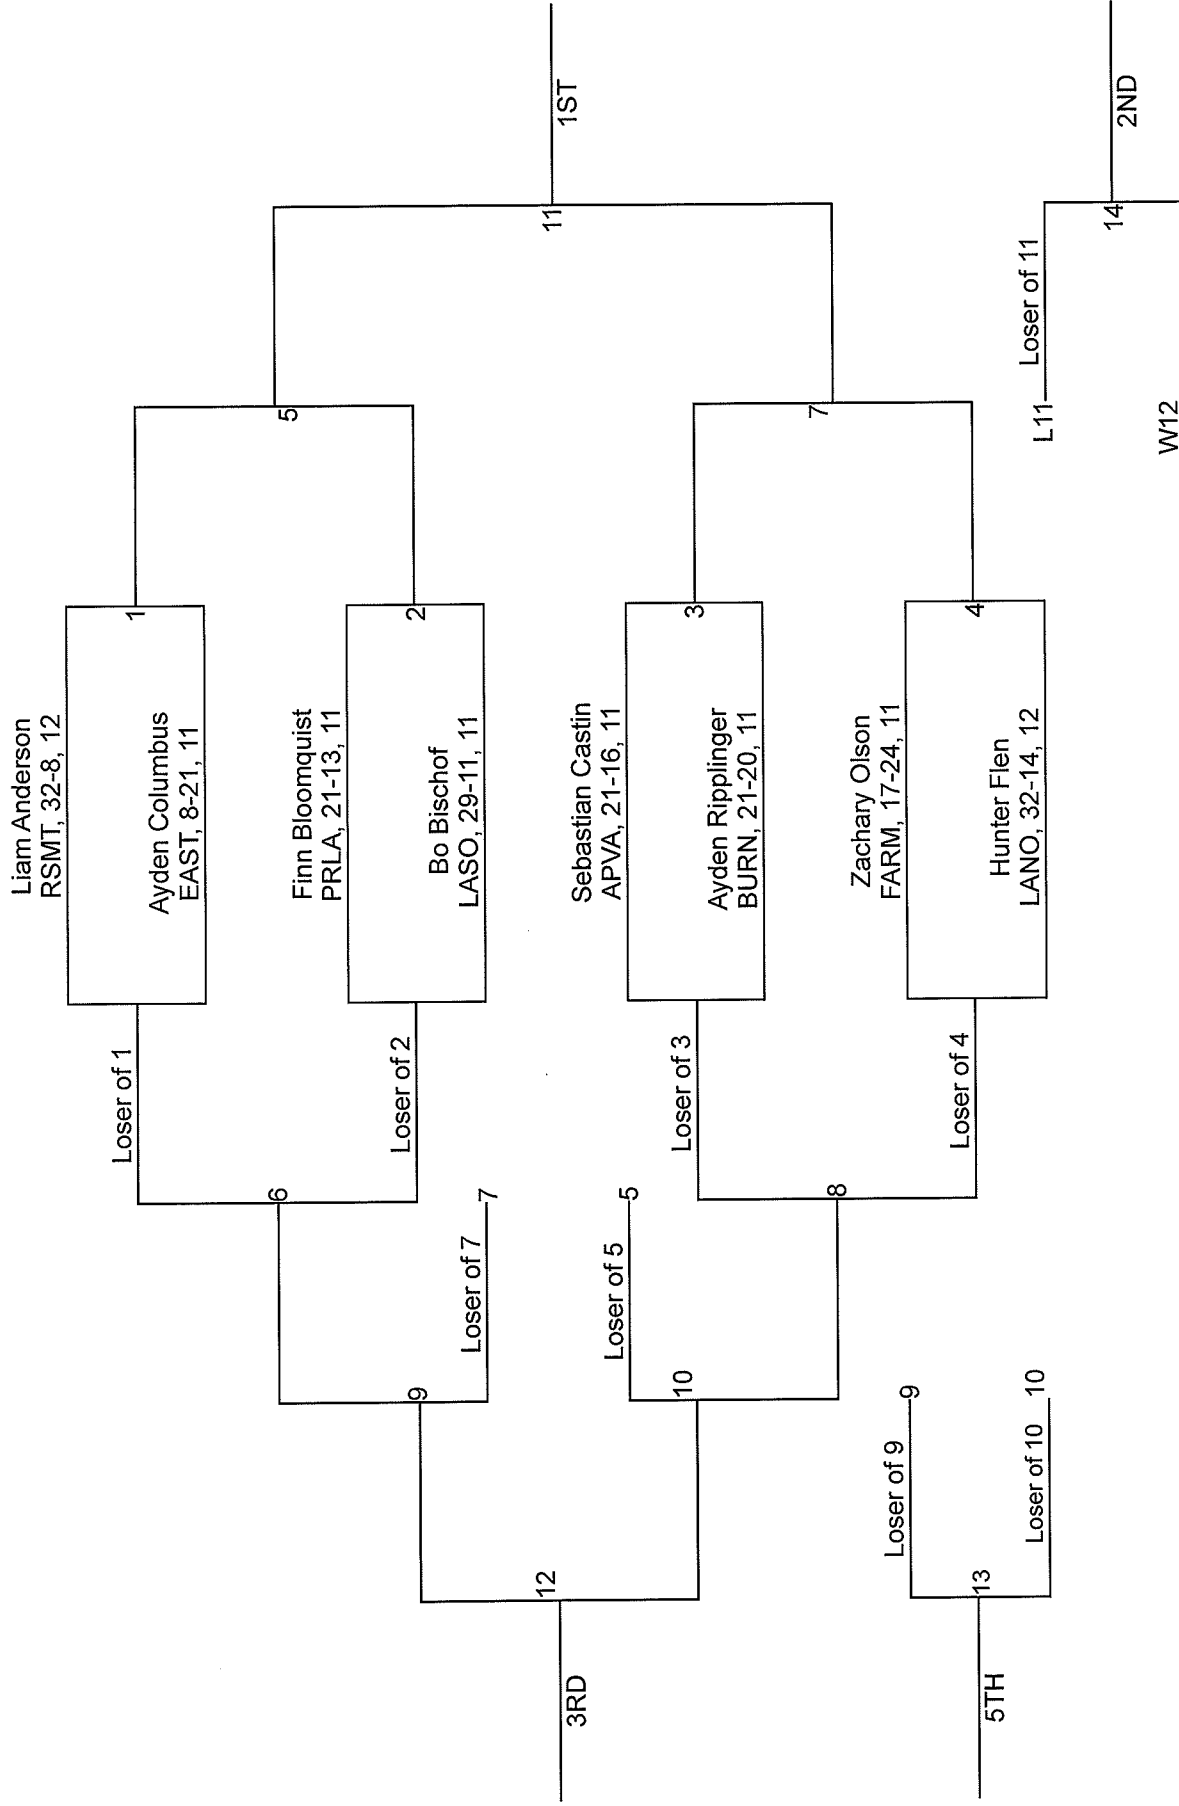 Liam Anderson
RSMT, 32-8, 12
1
Ayden Columbus
EAST, 8-21, 11
Finn Bloomquist
PRLA, 21-13, 11
2
Bo Bischof
LASO, 29-11, 11
Sebastian Castin
APVA, 21-16, 11
3
Ayden Ripplinger
BURN, 21-20, 11
Zachary Olson
FARM, 17-24, 11
4
Hunter Flen
LANO, 32-14, 12
5
7
11
1ST
Loser of 1
6
Loser of 2
Loser of 7
7
9
Loser of 5
5
10
Loser of 3
8
Loser of 4
12
3RD
Loser of 9
9
13
Loser of 10
10
5TH
L11
Loser of 11
14
2ND
W12